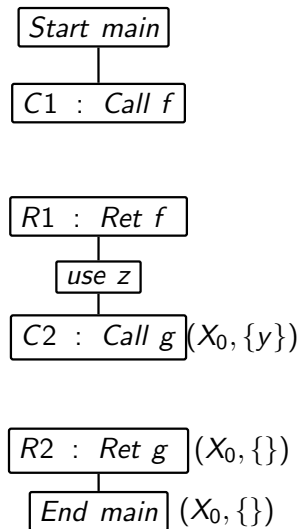 Start main
C1 : Call f
R1 : Ret f
use z
C2 : Call g (X₀, {y})
R2 : Ret g (X₀, {})
End main (X₀, {})